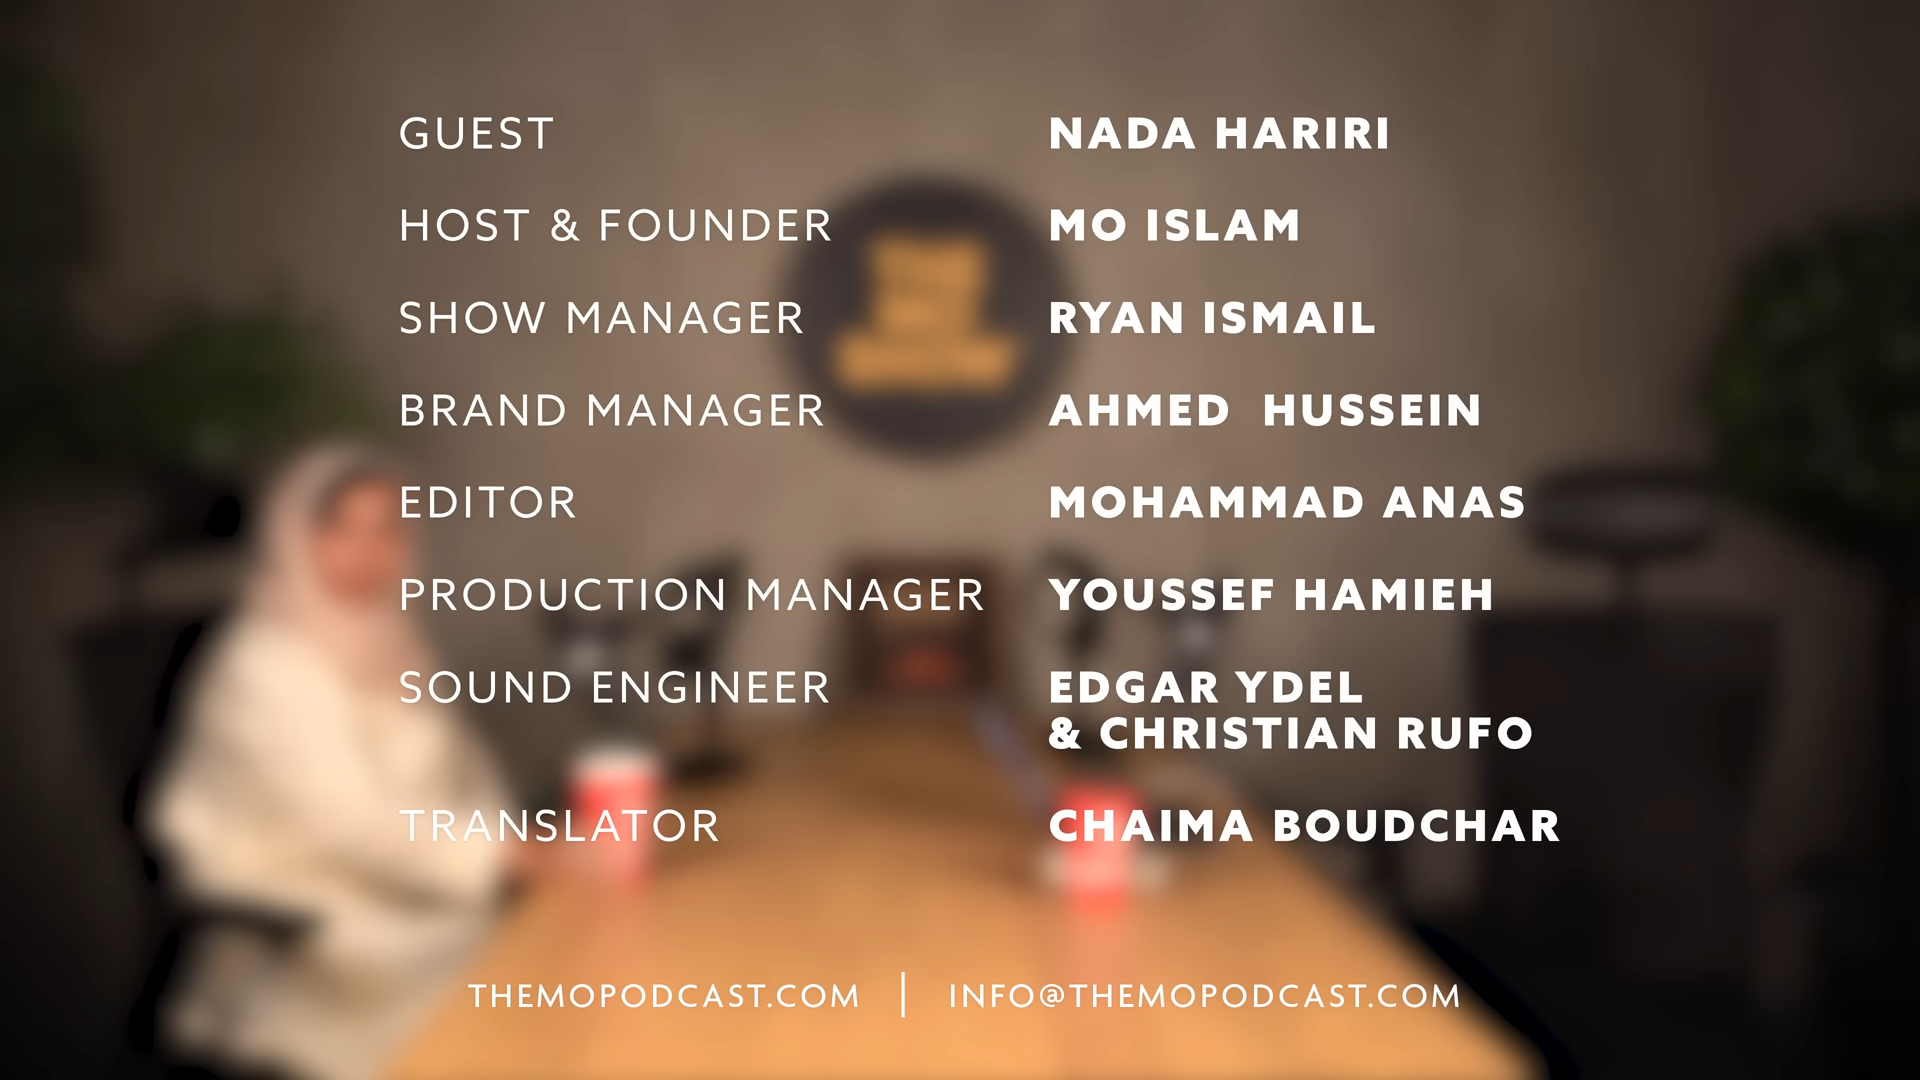 GUEST NADA HARIRI
HOST & FOUNDER MO ISLAM
SHOW MANAGER RYAN ISMAIL
BRAND MANAGER AHMED HUSSEIN
EDITOR MOHAMMAD ANAS
PRODUCTION MANAGER YOUSSEF HAMIEH
SOUND ENGINEER EDGAR YDEL
& CHRISTIAN RUFO
TRANSLATOR CHAIMA BOUDCHAR
THEMOPODCAST.COM | INFO@THEMOPODCAST.COM